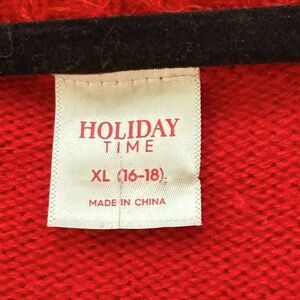 HOLIDAY
TIME
XL (16-18)
MADE IN CHINA